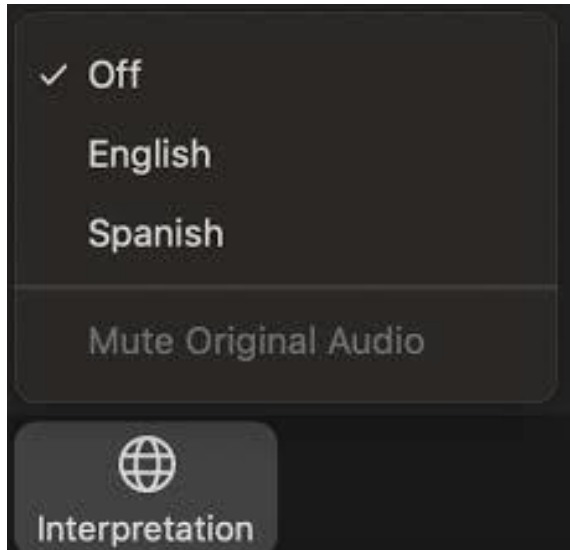 Off
English
Spanish
Mute Original Audio
Interpretation